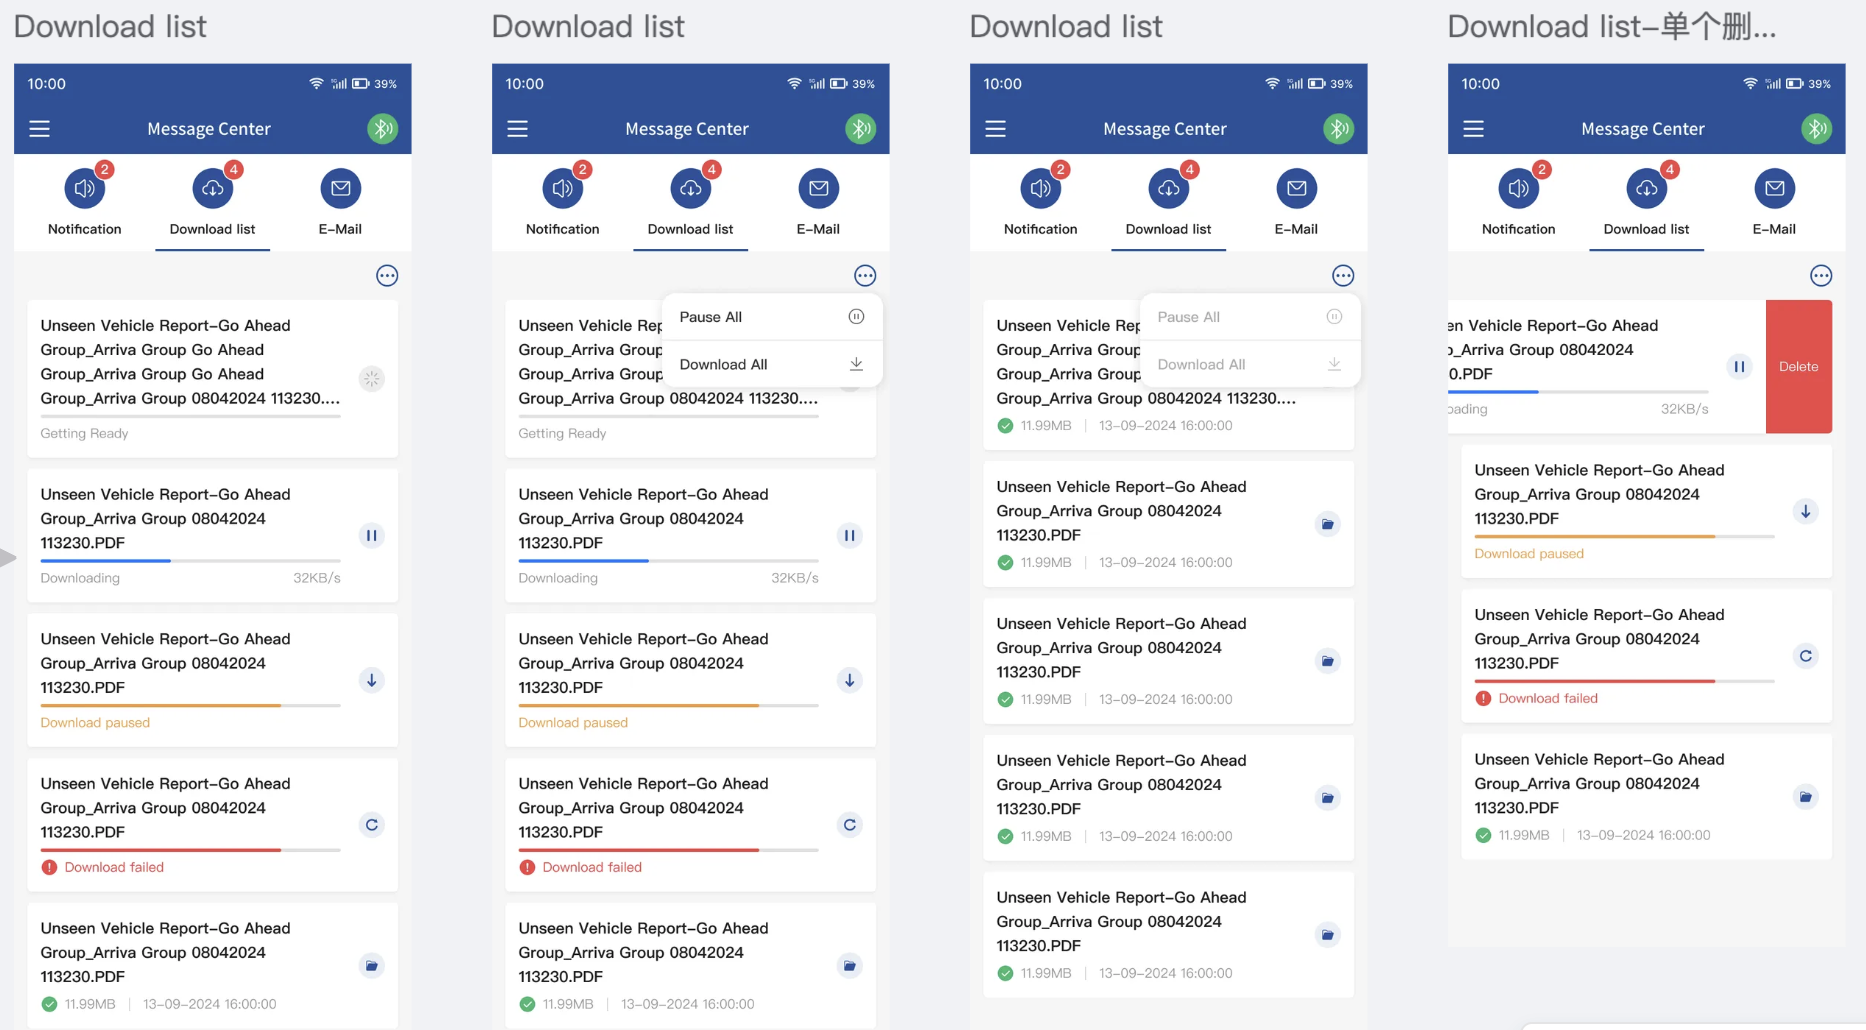 Download list
10:00
39%
Message Center
2
4
Notification
Download list
E-Mail
Unseen Vehicle Report-Go Ahead
Group_Arriva Group Go Ahead
Group_Arriva Group Go Ahead
Group_Arriva Group 08042024 113230....
Getting Ready
Unseen Vehicle Report-Go Ahead
Group_Arriva Group 08042024
113230.PDF
Downloading 32KB/s
Unseen Vehicle Report-Go Ahead
Group_Arriva Group 08042024
113230.PDF
Download paused
Unseen Vehicle Report-Go Ahead
Group_Arriva Group 08042024
113230.PDF
Download failed
Unseen Vehicle Report-Go Ahead
Group_Arriva Group 08042024
113230.PDF
11.99MB 13-09-2024 16:00:00
Download list
10:00
39%
Message Center
2
4
Notification
Download list
E-Mail
Pause All
Download All
Unseen Vehicle Rep
Group_Arriva Group
Group_Arriva Group
Group_Arriva Group 08042024 113230....
Getting Ready
Unseen Vehicle Report-Go Ahead
Group_Arriva Group 08042024
113230.PDF
Downloading 32KB/s
Unseen Vehicle Report-Go Ahead
Group_Arriva Group 08042024
113230.PDF
Download paused
Unseen Vehicle Report-Go Ahead
Group_Arriva Group 08042024
113230.PDF
Download failed
Unseen Vehicle Report-Go Ahead
Group_Arriva Group 08042024
113230.PDF
11.99MB 13-09-2024 16:00:00
Download list
10:00
39%
Message Center
2
4
Notification
Download list
E-Mail
Pause All
Download All
Unseen Vehicle Rep
Group_Arriva Group
Group_Arriva Group
Group_Arriva Group 08042024 113230....
11.99MB 13-09-2024 16:00:00
Unseen Vehicle Report-Go Ahead
Group_Arriva Group 08042024
113230.PDF
11.99MB 13-09-2024 16:00:00
Unseen Vehicle Report-Go Ahead
Group_Arriva Group 08042024
113230.PDF
11.99MB 13-09-2024 16:00:00
Unseen Vehicle Report-Go Ahead
Group_Arriva Group 08042024
113230.PDF
11.99MB 13-09-2024 16:00:00
Unseen Vehicle Report-Go Ahead
Group_Arriva Group 08042024
113230.PDF
11.99MB 13-09-2024 16:00:00
Download list-单个删...
10:00
39%
Message Center
2
4
Notification
Download list
E-Mail
en Vehicle Report-Go Ahead
_Arriva Group 08042024
0.PDF
oading 32KB/s
Delete
Unseen Vehicle Report-Go Ahead
Group_Arriva Group 08042024
113230.PDF
Download paused
Unseen Vehicle Report-Go Ahead
Group_Arriva Group 08042024
113230.PDF
Download failed
Unseen Vehicle Report-Go Ahead
Group_Arriva Group 08042024
113230.PDF
11.99MB 13-09-2024 16:00:00